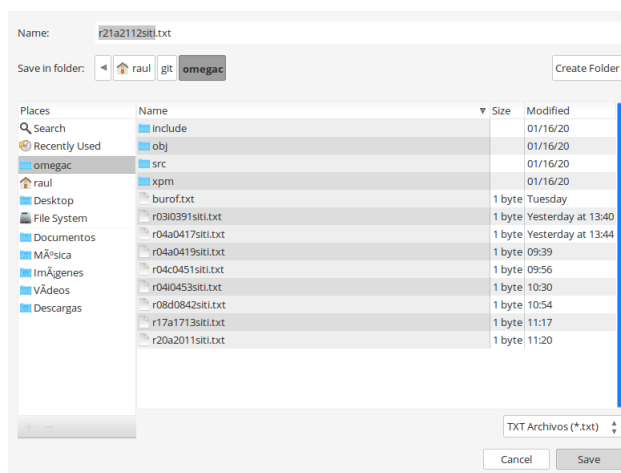 Name: r21a2112siti.txt
Save in folder: raul git omegac Create Folder
Places Name Size Modified
Search include 01/16/20
Recently Used obj 01/16/20
omegac src 01/16/20
raul xpm 01/16/20
Desktop burof.txt 1 byte Tuesday
File System r03i0391siti.txt 1 byte Yesterday at 13:40
Documentos r04a0417siti.txt 1 byte Yesterday at 13:44
MÃºsica r04a0419siti.txt 1 byte 09:39
ImÃ¡genes r04c0451siti.txt 1 byte 09:56
VÃdeos r04i0453siti.txt 1 byte 10:30
Descargas r08d0842siti.txt 1 byte 10:54
r17a1713siti.txt 1 byte 11:17
r20a2011siti.txt 1 byte 11:20
TXT Archivos (*.txt)
Cancel Save